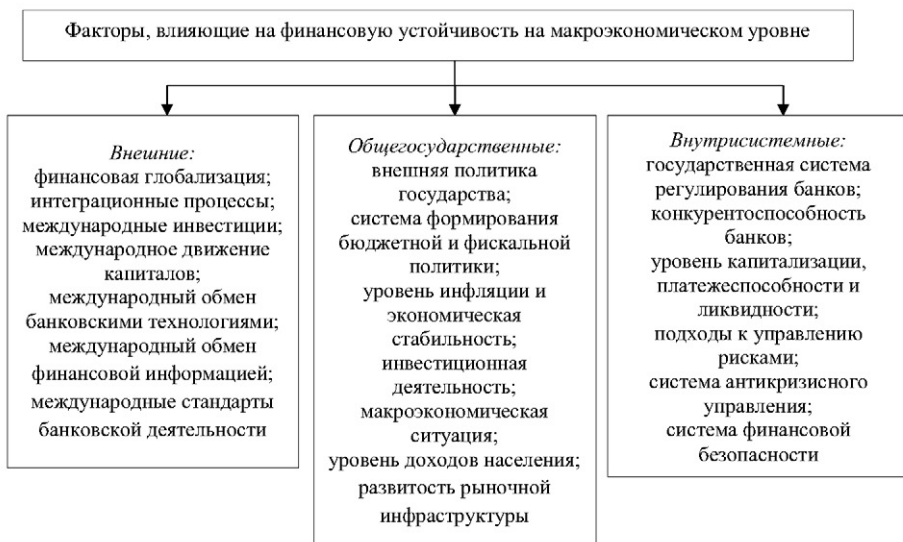 Факторы, влияющие на финансовую устойчивость на макроэкономическом уровне
Внешние:
финансовая глобализация;
интеграционные процессы;
международные инвестиции;
международное движение
капиталов;
международный обмен
банковскими технологиями;
международный обмен
финансовой информацией;
международные стандарты
банковской деятельности
Общегосударственные:
внешняя политика
государства;
система формирования
бюджетной и фискальной
политики;
уровень инфляции и
экономическая
стабильность;
инвестиционная
деятельность;
макроэкономическая
ситуация;
уровень доходов населения;
развитость рыночной
инфраструктуры
Внутрисистемные:
государственная система
регулирования банков;
конкурентоспособность
банков;
уровень капитализации,
платежеспособности и
ликвидности;
подходы к управлению
рисками;
система антикризисного
управления;
система финансовой
безопасности